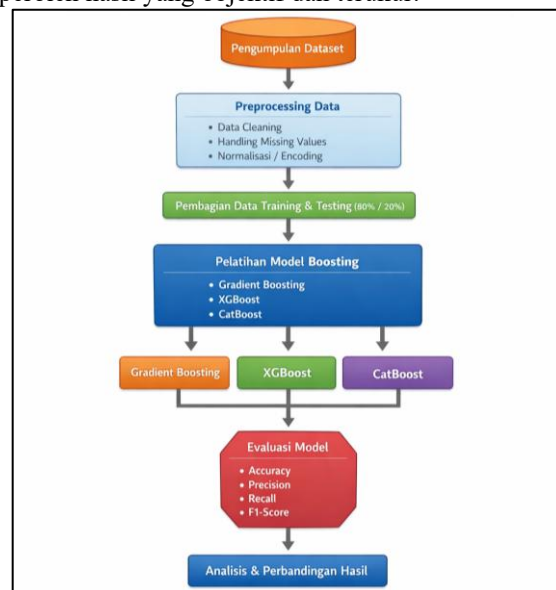 Pengumpulan Dataset
Preprocessing Data
• Data Cleaning
• Handling Missing Values
• Normalisasi / Encoding
Pembagian Data Training & Testing (80% / 20%)
Pelatihan Model Boosting
• Gradient Boosting
• XGBoost
• CatBoost
Gradient Boosting XGBoost CatBoost
Evaluasi Model
• Accuracy
• Precision
• Recall
• F1-Score
Analisis & Perbandingan Hasil